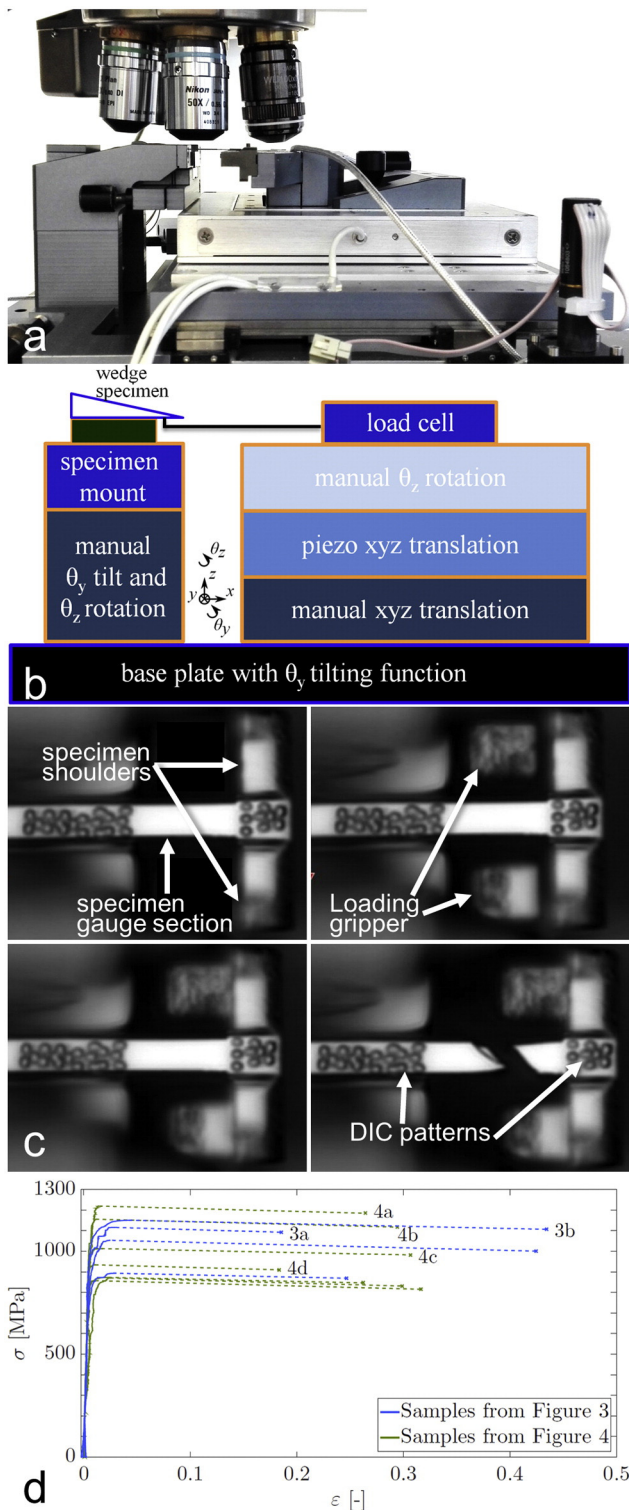 Nikon JAPAN
50X / 0.
WD
a
wedge
specimen
load cell
specimen
mount
manual θz rotation
manual
θy tilt and
θz rotation
θz
z
y x
θy
piezo xyz translation
manual xyz translation
b
base plate with θy tilting function
specimen
shoulders
specimen
gauge section
Loading
gripper
c
DIC patterns
1300
4a
3a
4b
3b
1000
4c
4d
σ [MPa]
500
Samples from Figure 3
Samples from Figure 4
0
0
0.1
0.2
0.3
0.4
0.5
d
ε [-]